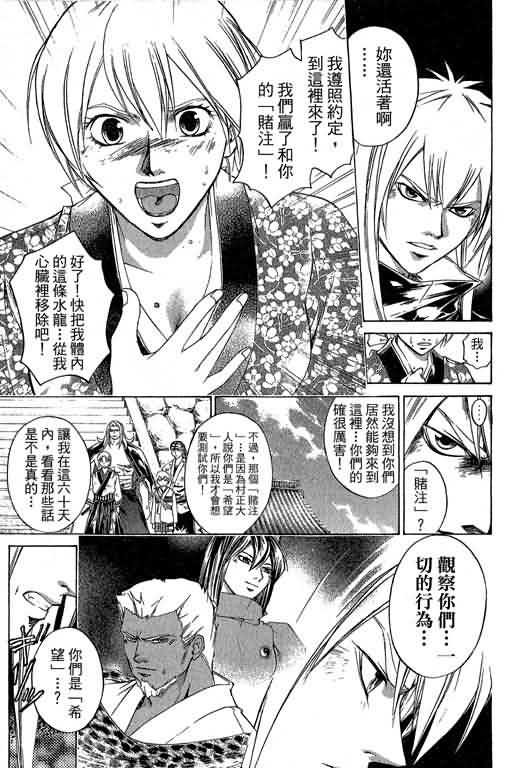 妳還活著啊
⋯⋯
我遵照約定，
到這裡來了！
我們贏了和你
的「賭注」！
好了！快把我體內
的這條水龍…從我
心臟裡移除吧！
我…
…
「賭注」？
我沒想到你們
居然能夠來到
這裡…你們的
確很厲害！
不過，那個「賭注
」…是因為村正大
人說你們是「希望
」，所以我才會想
要測試你們！
讓我在這六十天
內，看看那些話
是不是真的…
觀察你們…一
切的行為…
你們是「希
望」…？